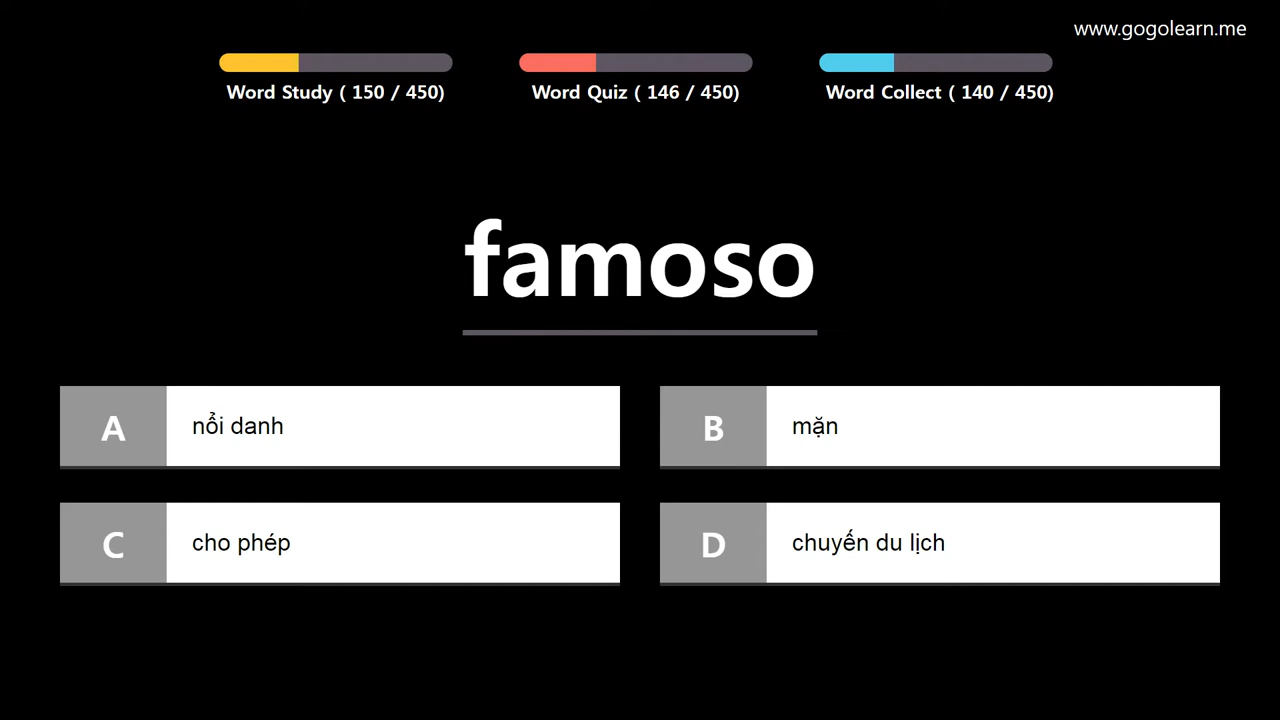 www.gogolearn.me
Word Study ( 150 / 450)
Word Quiz ( 146 / 450)
Word Collect ( 140 / 450)
famoso
A nổi danh
B mặn
C cho phép
D chuyến du lịch